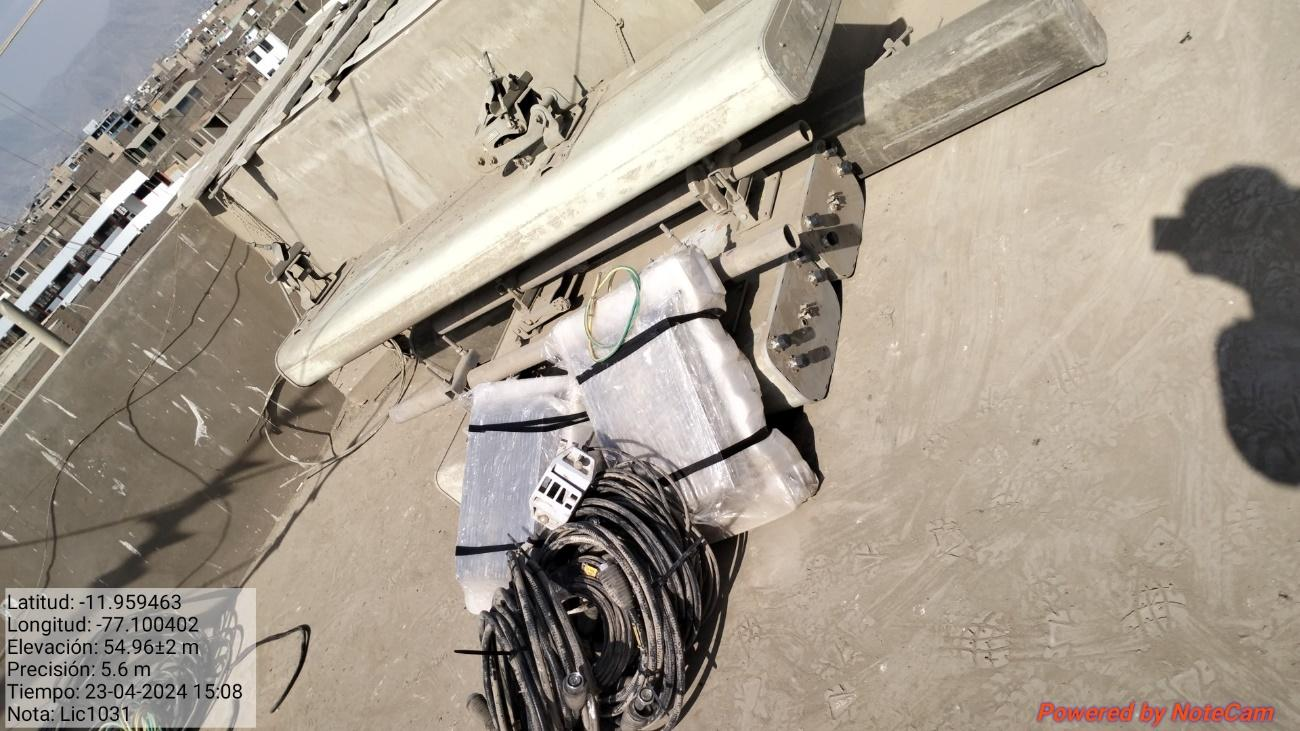 Latitud: -11.959463
Longitud: -77.100402
Elevación: 54.96±2 m
Precisión: 5.6 m
Tiempo: 23-04-2024 15:08
Nota: Lic1031
Powered by NoteCam